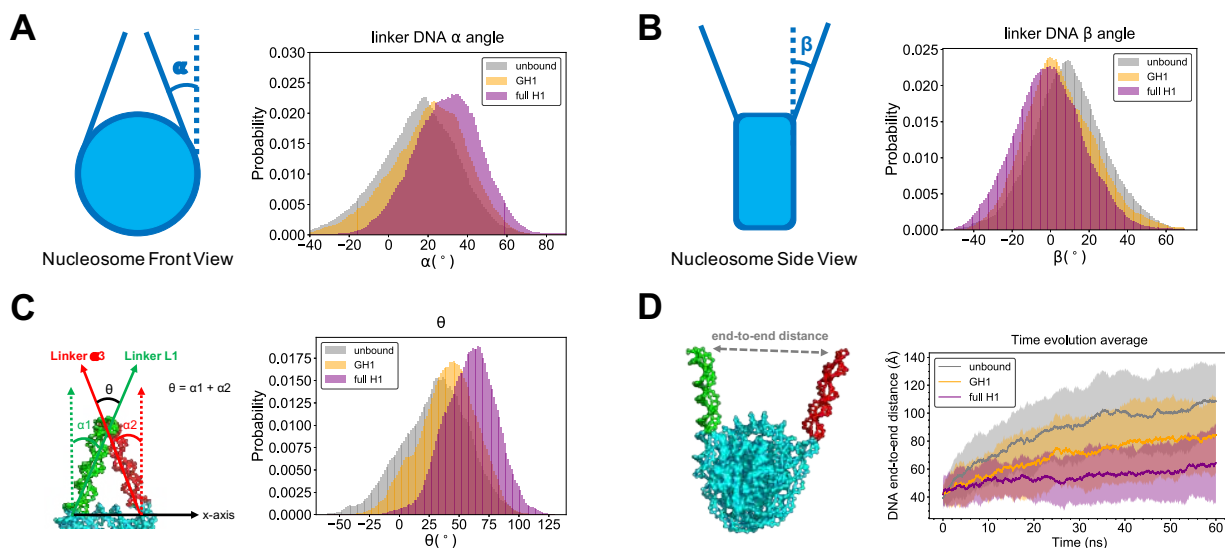 A
α
Nucleosome Front View
linker DNA α angle
0.030
0.025
0.020
0.015
0.010
0.005
0.000
Probability
unbound
GH1
full H1
−40 −20 0 20 40 60 80
α(°)
B
β
Nucleosome Side View
linker DNA β angle
0.025
0.020
0.015
0.010
0.005
0.000
Probability
unbound
GH1
full H1
−40 −20 0 20 40 60
β(°)
C
Linker α3 Linker L1
θ
θ = α1 + α2
α1 α2
x-axis
θ
0.0175
0.0150
0.0125
0.0100
0.0075
0.0050
0.0025
0.0000
Probability
unbound
GH1
full H1
−50 −25 0 25 50 75 100 125
θ(°)
D
end-to-end distance
Time evolution average
140
120
100
80
60
40
DNA end-to-end distance (Å)
unbound
GH1
full H1
0 10 20 30 40 50 60
Time (ns)